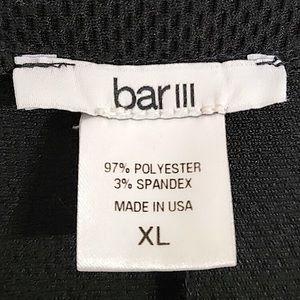 bar III
97% POLYESTER
3% SPANDEX
MADE IN USA
XL